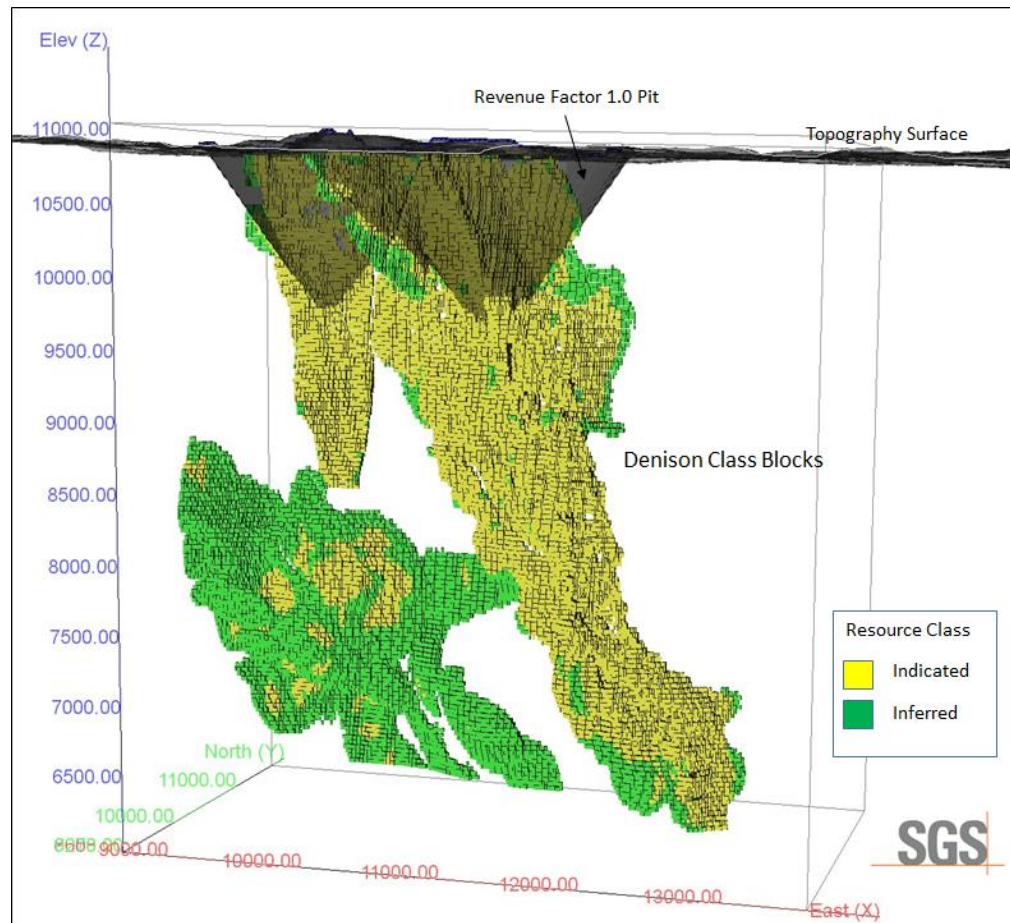 Elev (Z)
Revenue Factor 1.0 Pit
11000.00
Topography Surface
10500.00
10000.00
9500.00
9000.00
Denison Class Blocks
8500.00
8000.00
7500.00
Resource Class
Indicated
7000.00
Inferred
North (Y)
6500.00
11000.00
10000.00
9000.00
10000.00
11000.00
12000.00
13000.00
East (X)
SGS